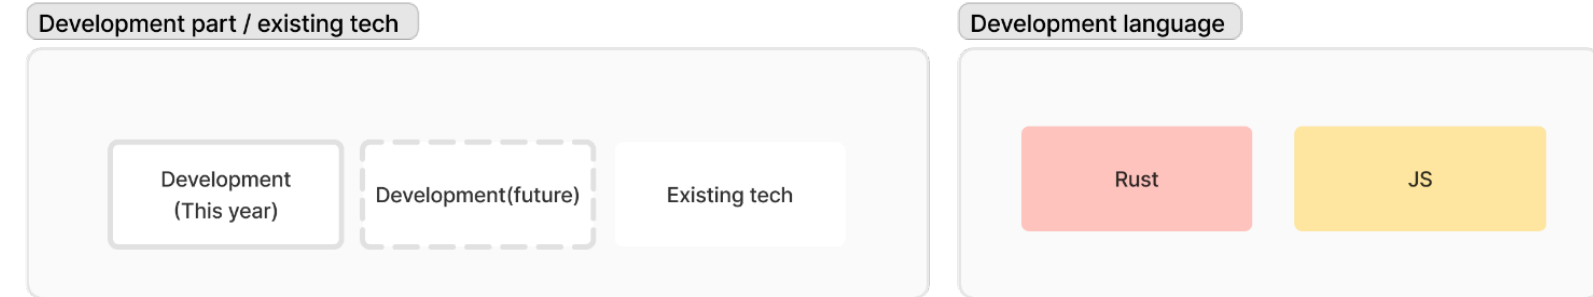 Development part / existing tech
Development language
Development
(This year)
Development(future)
Existing tech
Rust
JS